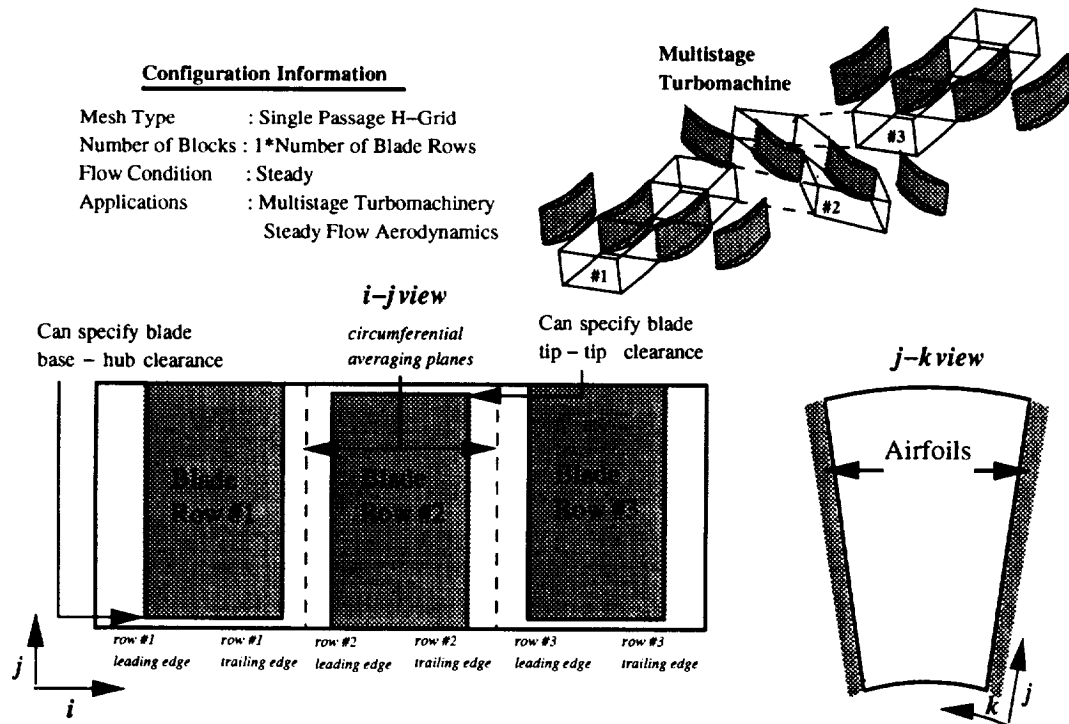 Configuration Information
Mesh Type : Single Passage H–Grid
Number of Blocks : 1*Number of Blade Rows
Flow Condition : Steady
Applications : Multistage Turbomachinery
Steady Flow Aerodynamics
Multistage
Turbomachine
#1
#2
#3
i–j view
Can specify blade
base – hub clearance
circumferential
averaging planes
Can specify blade
tip – tip clearance
Blade
Row #1
Blade
Row #2
Blade
Row #3
row #1
leading edge
row #1
trailing edge
row #2
leading edge
row #2
trailing edge
row #3
leading edge
row #3
trailing edge
j
i
j–k view
Airfoils
k
j